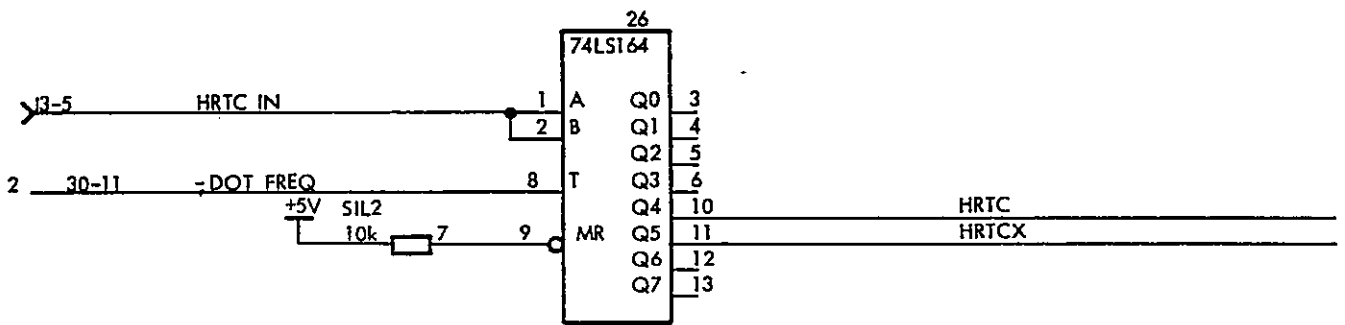 26
74LS164
J3-5 HRTC IN 1 A Q0 3
2 B Q1 4
Q2 5
2 30-11 -DOT FREQ 8 T Q3 6
+5V SIL2 Q4 10 HRTC
10k 7 9 MR Q5 11 HRTCX
Q6 12
Q7 13